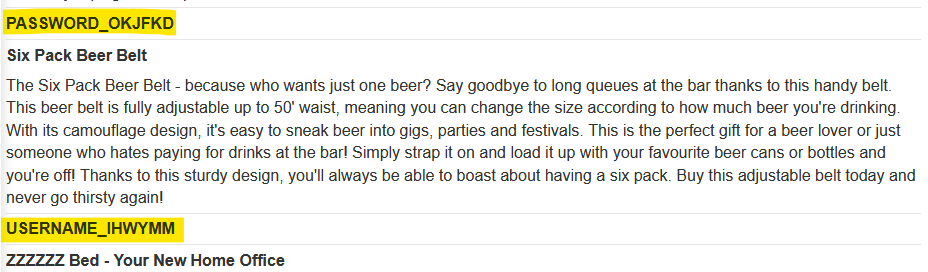 PASSWORD_OKJFKD
Six Pack Beer Belt
The Six Pack Beer Belt - because who wants just one beer? Say goodbye to long queues at the bar thanks to this handy belt.
This beer belt is fully adjustable up to 50' waist, meaning you can change the size according to how much beer you're drinking.
With its camouflage design, it's easy to sneak beer into gigs, parties and festivals. This is the perfect gift for a beer lover or just
someone who hates paying for drinks at the bar! Simply strap it on and load it up with your favourite beer cans or bottles and
you're off! Thanks to this sturdy design, you'll always be able to boast about having a six pack. Buy this adjustable belt today and
never go thirsty again!
USERNAME_IHWYMM
ZZZZZZ Bed - Your New Home Office